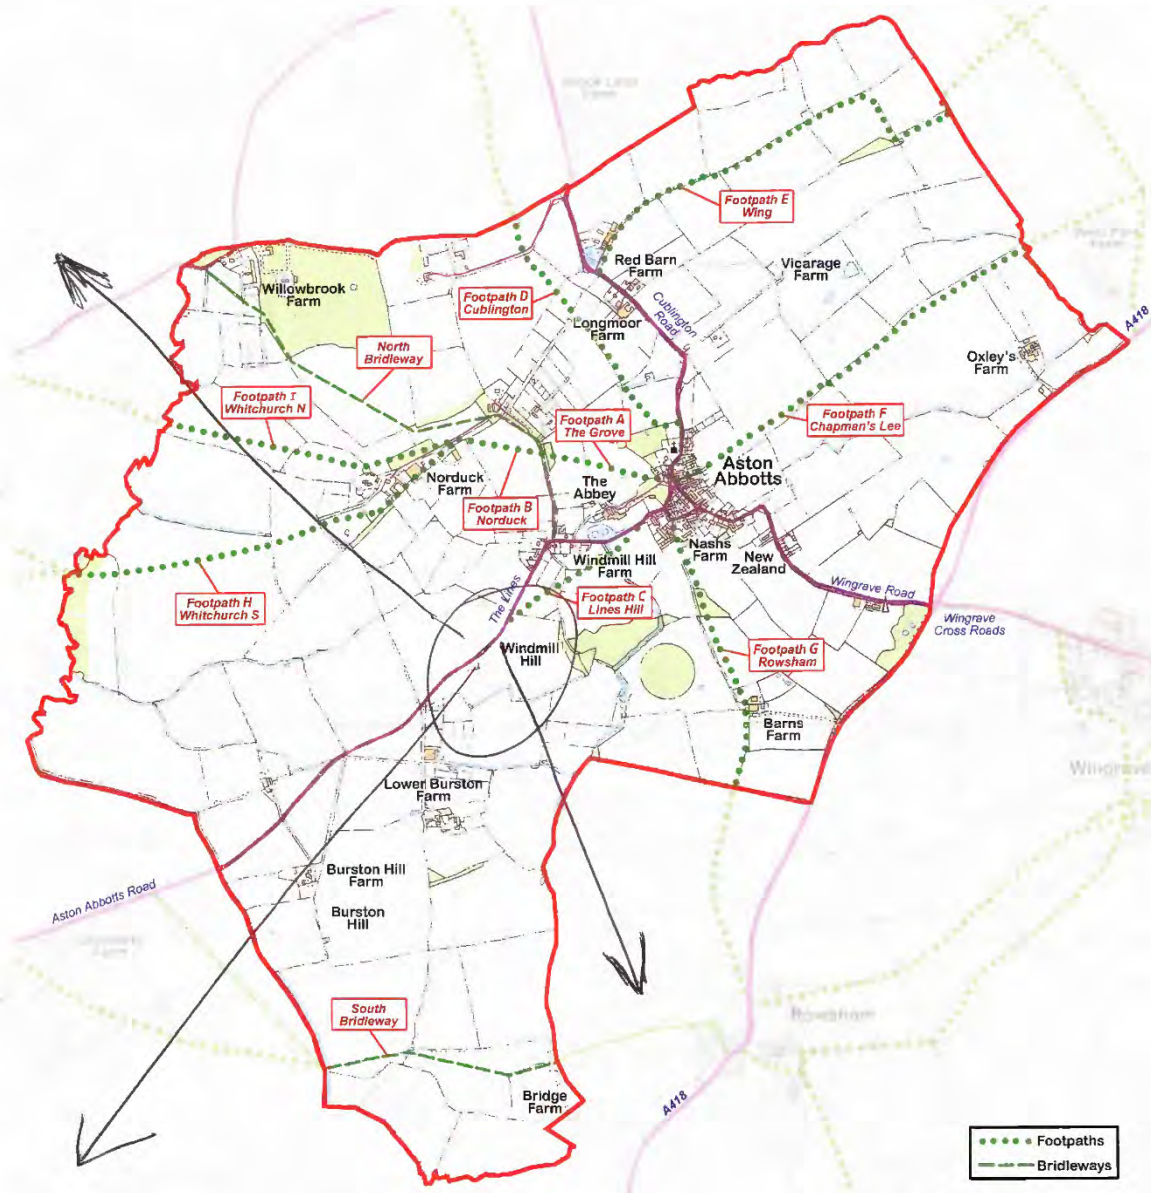 Footpath E
Wing
Red Barn
Farm
Vicarage
Farm
Willowbrook
Farm
Footpath D
Cublington
Cublington
Road
Longmoor
Farm
A418
North
Bridleway
Oxley's
Farm
Footpath I
Whitchurch N
Footpath A
The Grove
Footpath F
Chapman's Lee
Aston
Abbotts
Norduck
Farm
The
Abbey
Footpath B
Norduck
Nashs
Farm
New
Zealand
Windmill Hill
Farm
Wingrave Road
The Lines
Footpath C
Lines Hill
Footpath H
Whitchurch S
Wingrave
Cross Roads
Windmill
Hill
Footpath G
Rowsham
Barns
Farm
Wingrave
Lower Burston
Farm
Burston Hill
Farm
Aston Abbotts Road
Burston
Hill
South
Bridleway
Rowsham
Bridge
Farm
A418
Footpaths
Bridleways